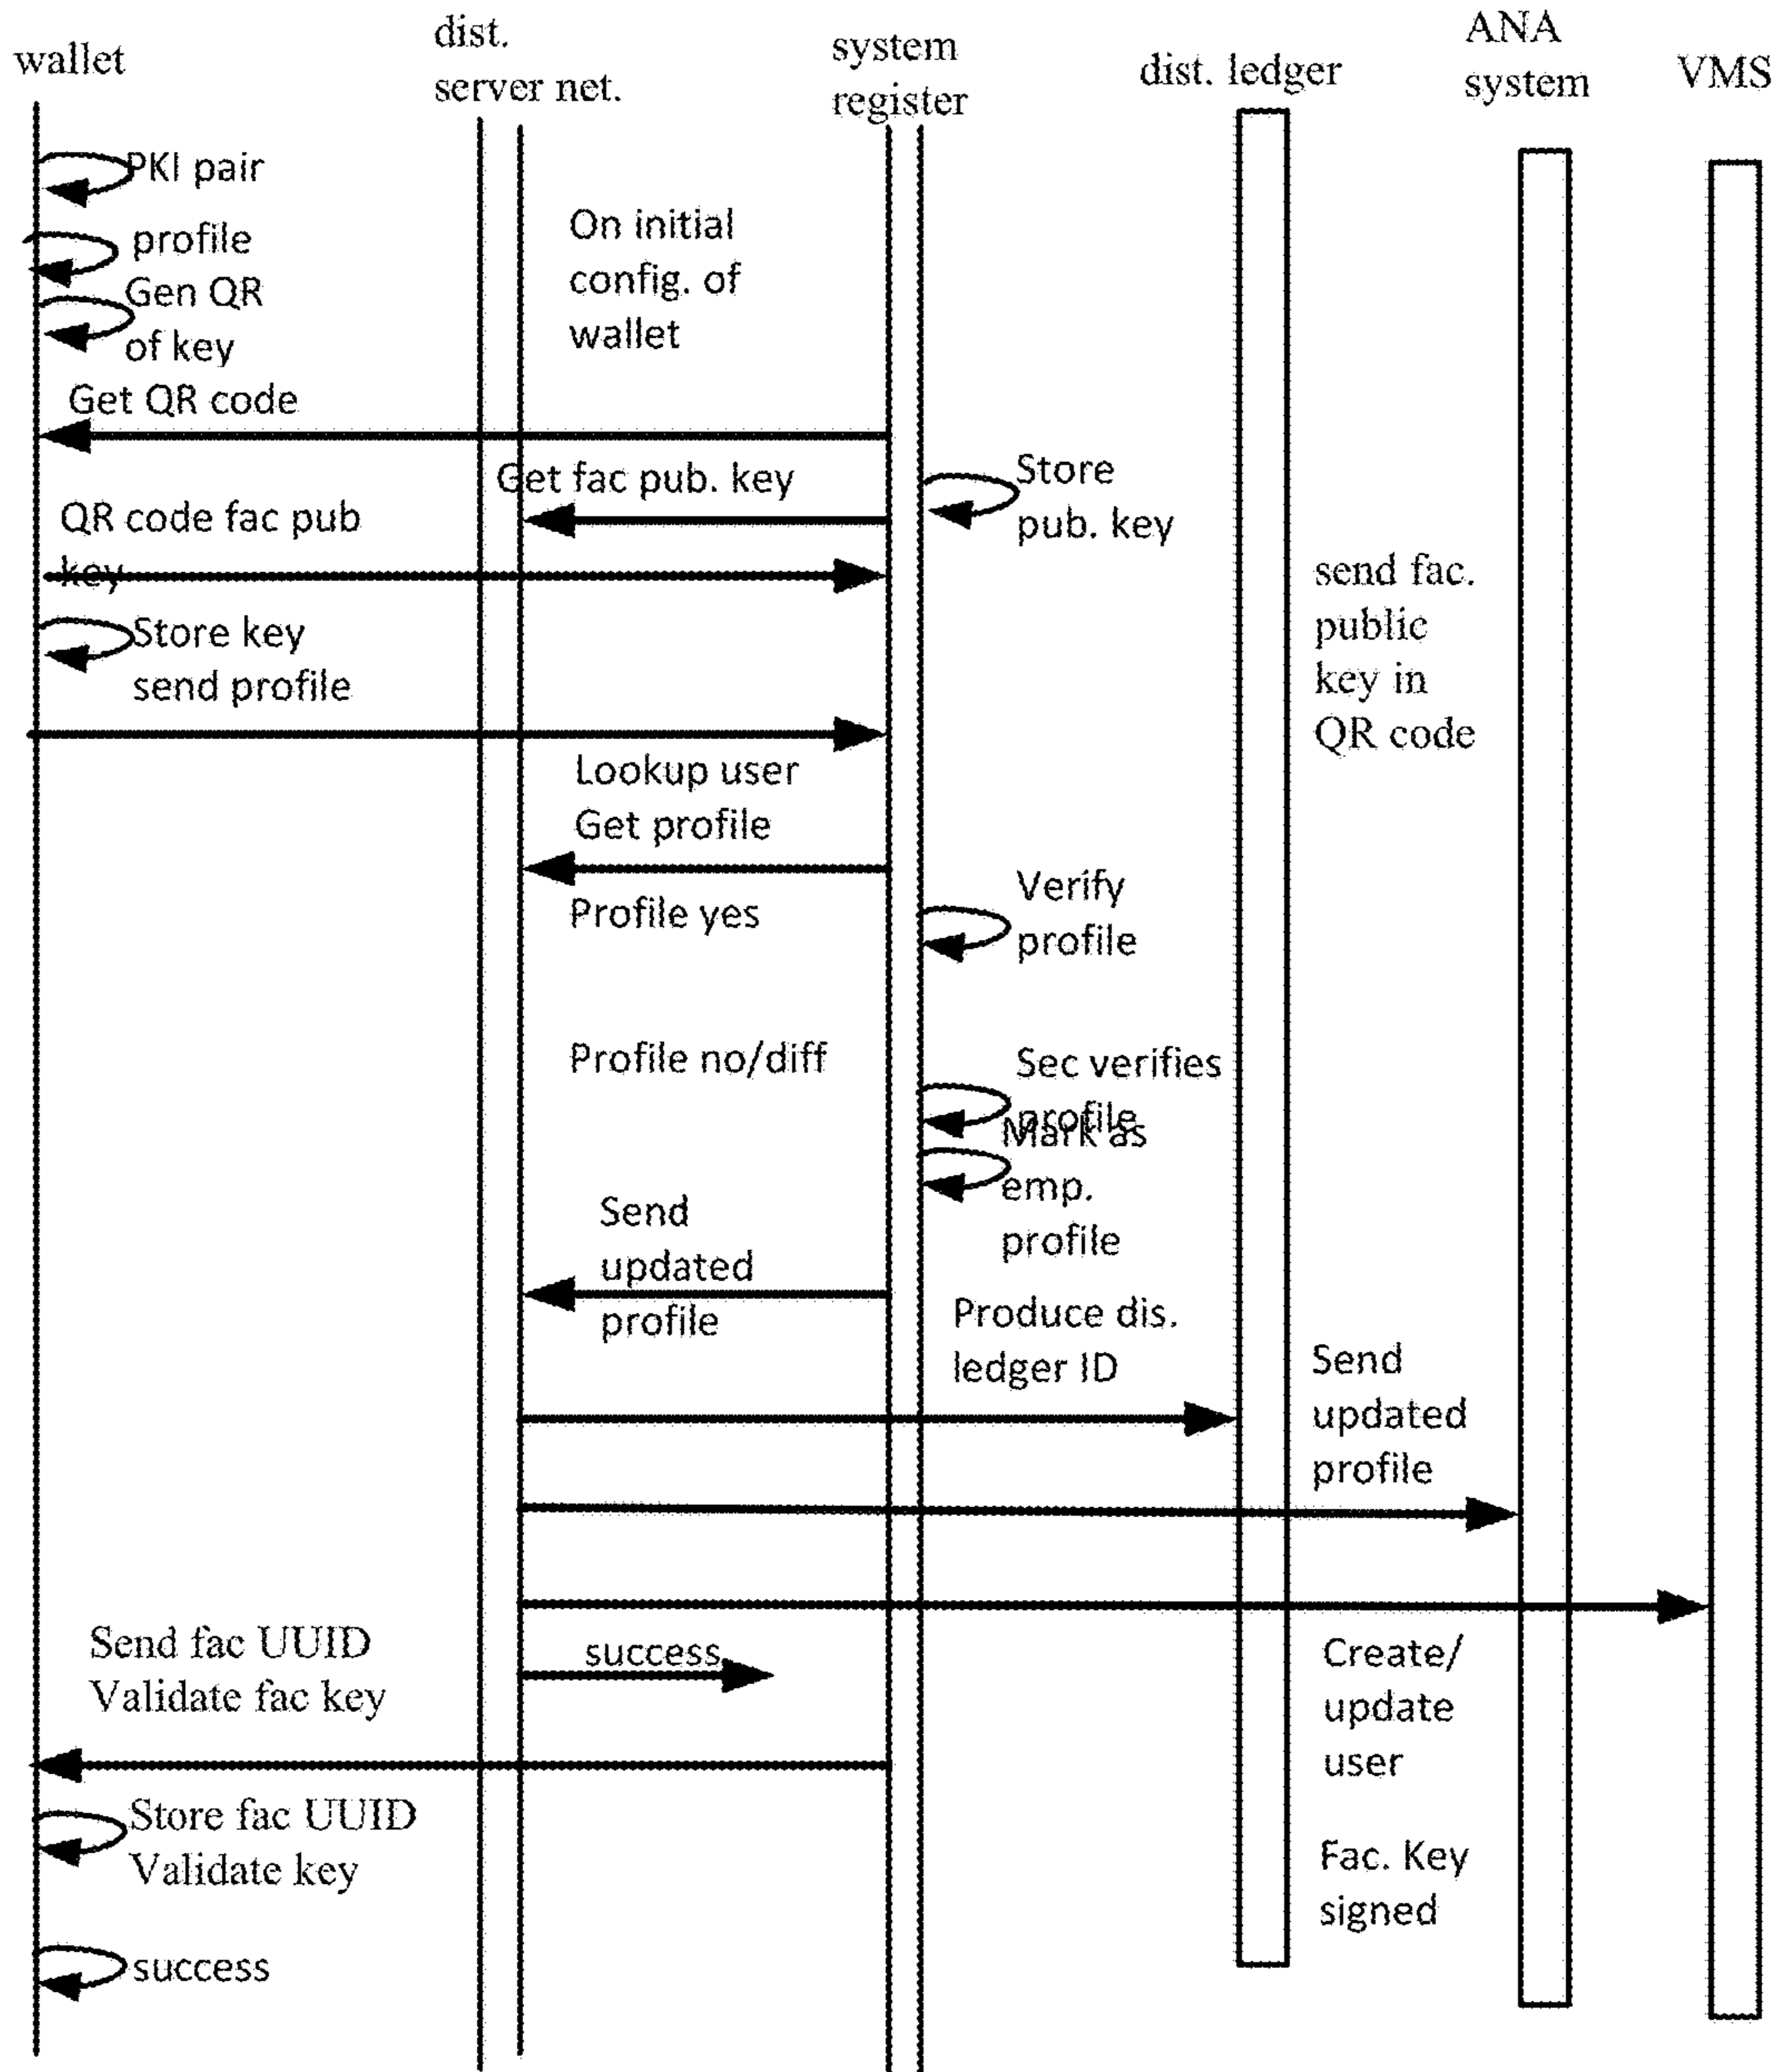 wallet
dist.
server net.
system
register
dist. ledger
ANA
system
VMS
PKI pair
profile
Gen QR
of key
On initial
config. of
wallet
Get QR code
Get fac pub. key
Store
pub. key
QR code fac pub
key
send fac.
public
key in
QR code
Store key
send profile
Lookup user
Get profile
Profile yes
Verify
profile
Profile no/diff
Sec verifies
profile
Mark as
emp.
profile
Send
updated
profile
Produce dis.
ledger ID
Send
updated
profile
Send fac UUID
Validate fac key
success
Create/
update
user
Store fac UUID
Validate key
Fac. Key
signed
success